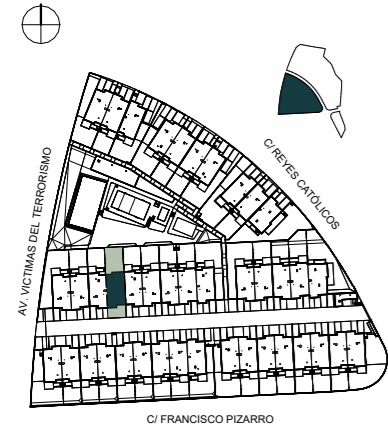 AV. VICTIMAS DEL TERRORISMO
C/ REYES CATÓLICOS
C/ FRANCISCO PIZARRO